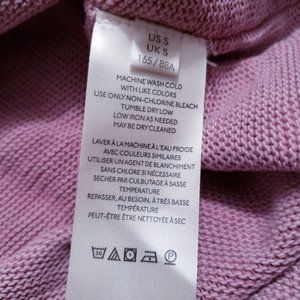 US S
UK S
165/88A
MACHINE WASH COLD
WITH LIKE COLORS
USE ONLY NON-CHLORINE BLEACH
TUMBLE DRY LOW
LOW IRON AS NEEDED
MAY BE DRY CLEANED
LAVER À LA MACHINE À L'EAU FROIDE
AVEC COULEURS SIMILAIRES
UTILISER UN AGENT DE BLANCHIMENT
SANS CHLORE SI NÉCESSAIRE
SÉCHER PAR CULBUTAGE À BASSE
TEMPERATURE
REPASSER, AU BESOIN, À TRÈS BASSE
TEMPÉRATURE
PEUT-ÊTRE ÊTRE NETTOYÉE À SEC
30